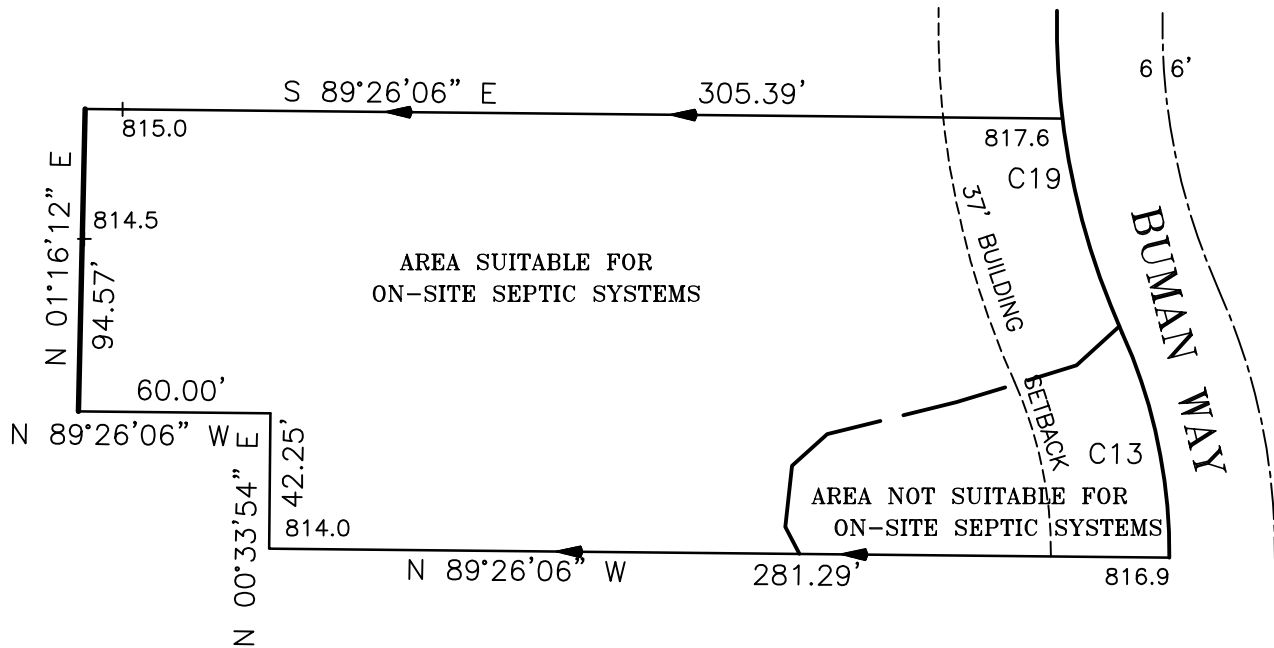 S 89°26'06" E
305.39'
66'
815.0
817.6
C19
N 01°16'12" E
94.57'
814.5
37' BUILDING SETBACK
BUMAN WAY
AREA SUITABLE FOR
ON-SITE SEPTIC SYSTEMS
60.00'
N 89°26'06" W
N 00°33'54" E
42.25'
C13
AREA NOT SUITABLE FOR
ON-SITE SEPTIC SYSTEMS
814.0
N 89°26'06" W
281.29'
816.9